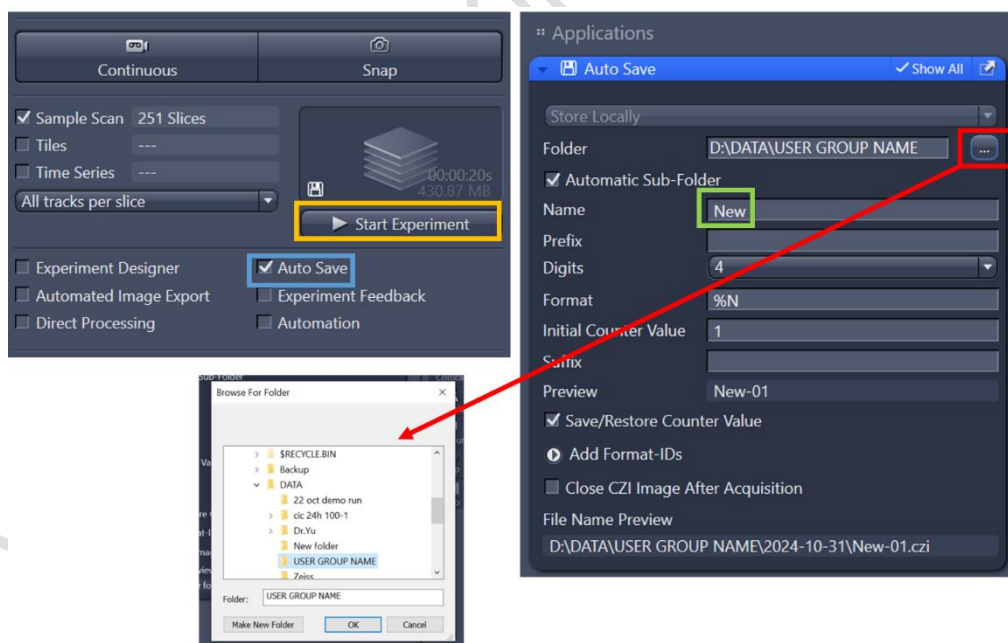 Continuous
Snap
Sample Scan 251 Slices
Tiles ---
Time Series ---
All tracks per slice
00:00:20s
430.87 MB
Start Experiment
Experiment Designer
Auto Save
Automated Image Export
Experiment Feedback
Direct Processing
Automation
Applications
Auto Save
Show All
Store Locally
Folder D:\DATA\USER GROUP NAME ...
Automatic Sub-Folder
Name New
Prefix
Digits 4
Format %N
Initial Counter Value 1
Suffix
Preview New-01
Save/Restore Counter Value
Add Format-IDs
Close CZI Image After Acquisition
File Name Preview
D:\DATA\USER GROUP NAME\2024-10-31\New-01.czi
Sub-Folder
Browse For Folder
$RECYCLE.BIN
Backup
DATA
22 oct demo run
cic 24h 100-1
Dr.Yu
New folder
USER GROUP NAME
Zeiss
Folder: USER GROUP NAME
Make New Folder
OK
Cancel